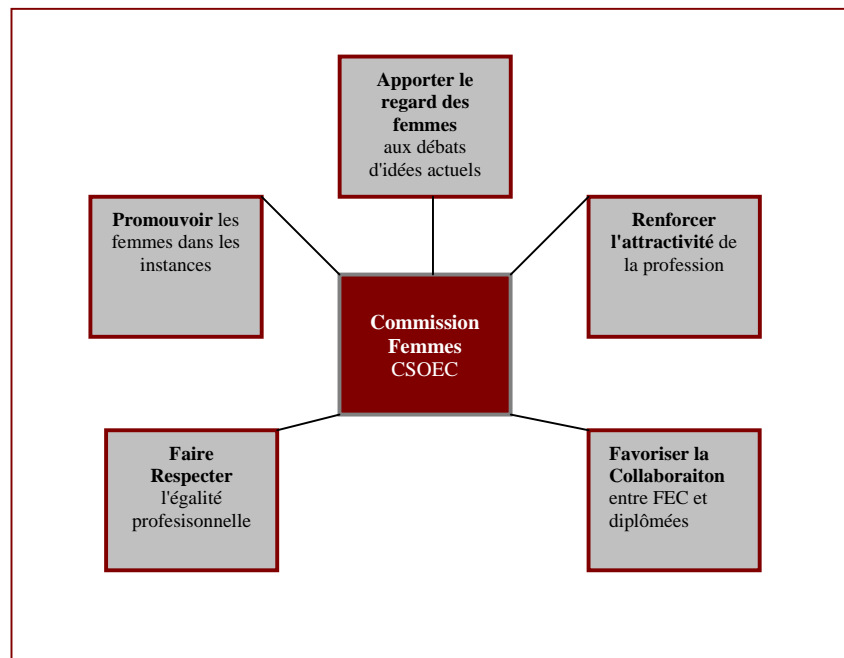 Apporter le
regard des
femmes
aux débats
d'idées actuels
Promouvoir les
femmes dans les
instances
Renforcer
l'attractivité de
la profession
Commission
Femmes
CSOEC
Faire
Respecter
l'égalité
profesisonnelle
Favoriser la
Collaboraiton
entre FEC et
diplômées